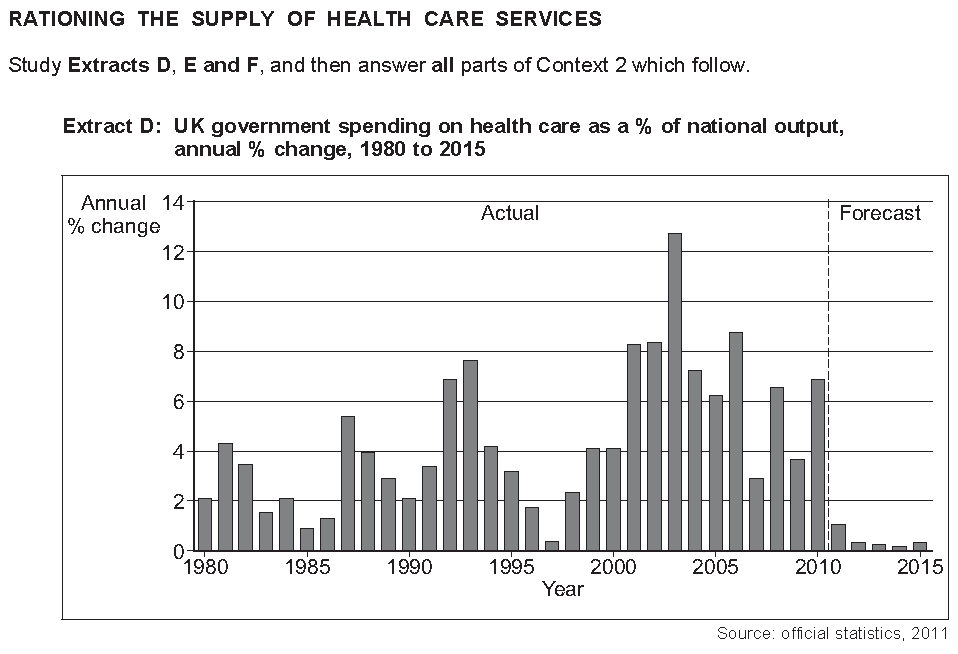 RATIONING THE SUPPLY OF HEALTH CARE SERVICES
Study Extracts D, E and F, and then answer all parts of Context 2 which follow.
Extract D: UK government spending on health care as a % of national output,
annual % change, 1980 to 2015
Annual
% change
14
12
10
8
6
4
2
0
Actual
Forecast
1980
1985
1990
1995
2000
2005
2010
2015
Year
Source: official statistics, 2011